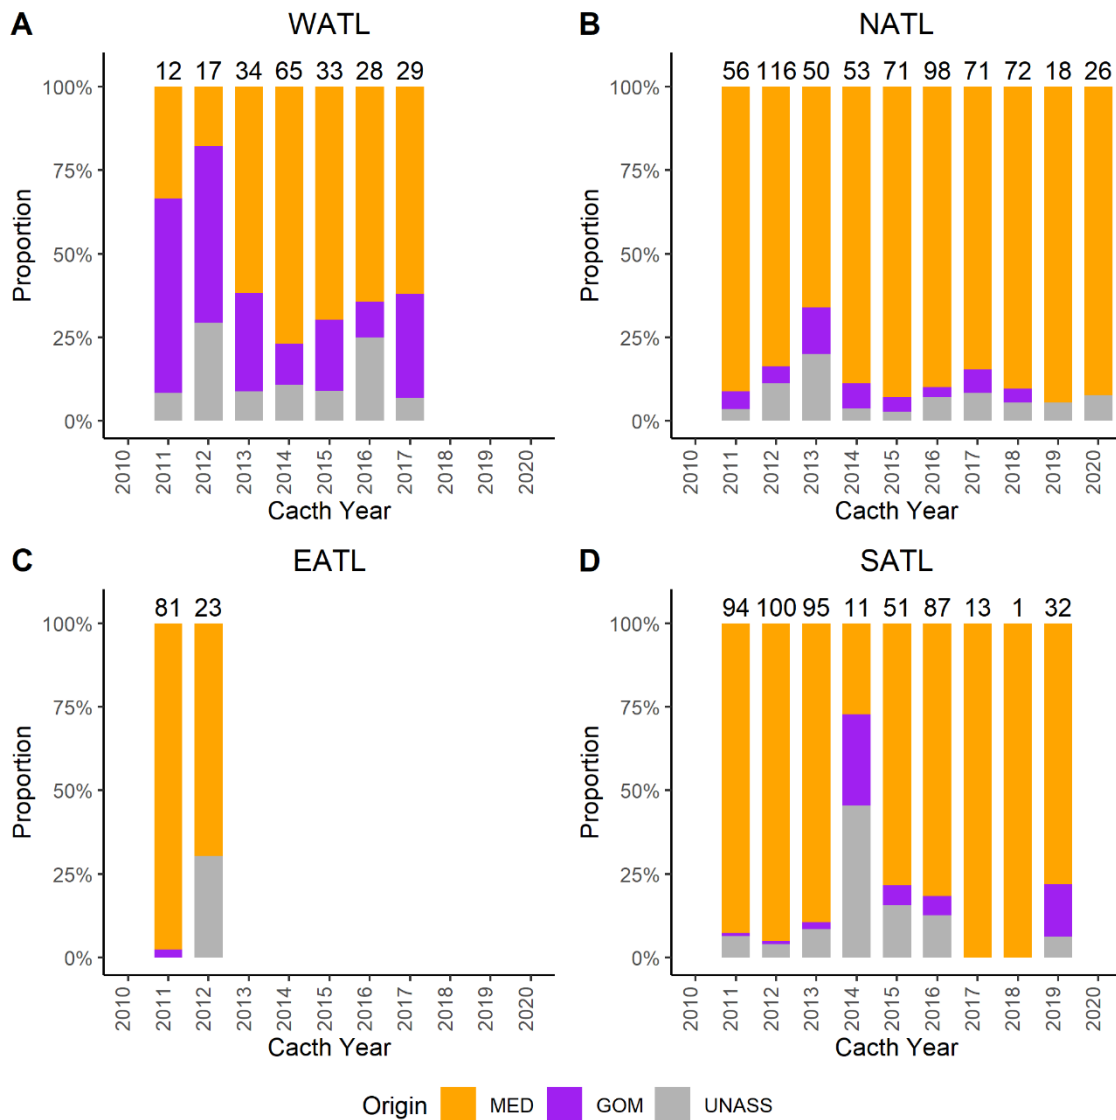 A WATL
12 17 34 65 33 28 29
100%
75%
50%
25%
0%
Proportion
2010 2011 2012 2013 2014 2015 2016 2017 2018 2019 2020
Cacth Year
B NATL
56 116 50 53 71 98 71 72 18 26
100%
75%
50%
25%
0%
Proportion
2010 2011 2012 2013 2014 2015 2016 2017 2018 2019 2020
Cacth Year
C EATL
81 23
100%
75%
50%
25%
0%
Proportion
2010 2011 2012 2013 2014 2015 2016 2017 2018 2019 2020
Cacth Year
D SATL
94 100 95 11 51 87 13 1 32
100%
75%
50%
25%
0%
Proportion
2010 2011 2012 2013 2014 2015 2016 2017 2018 2019 2020
Cacth Year
Origin MED GOM UNASS